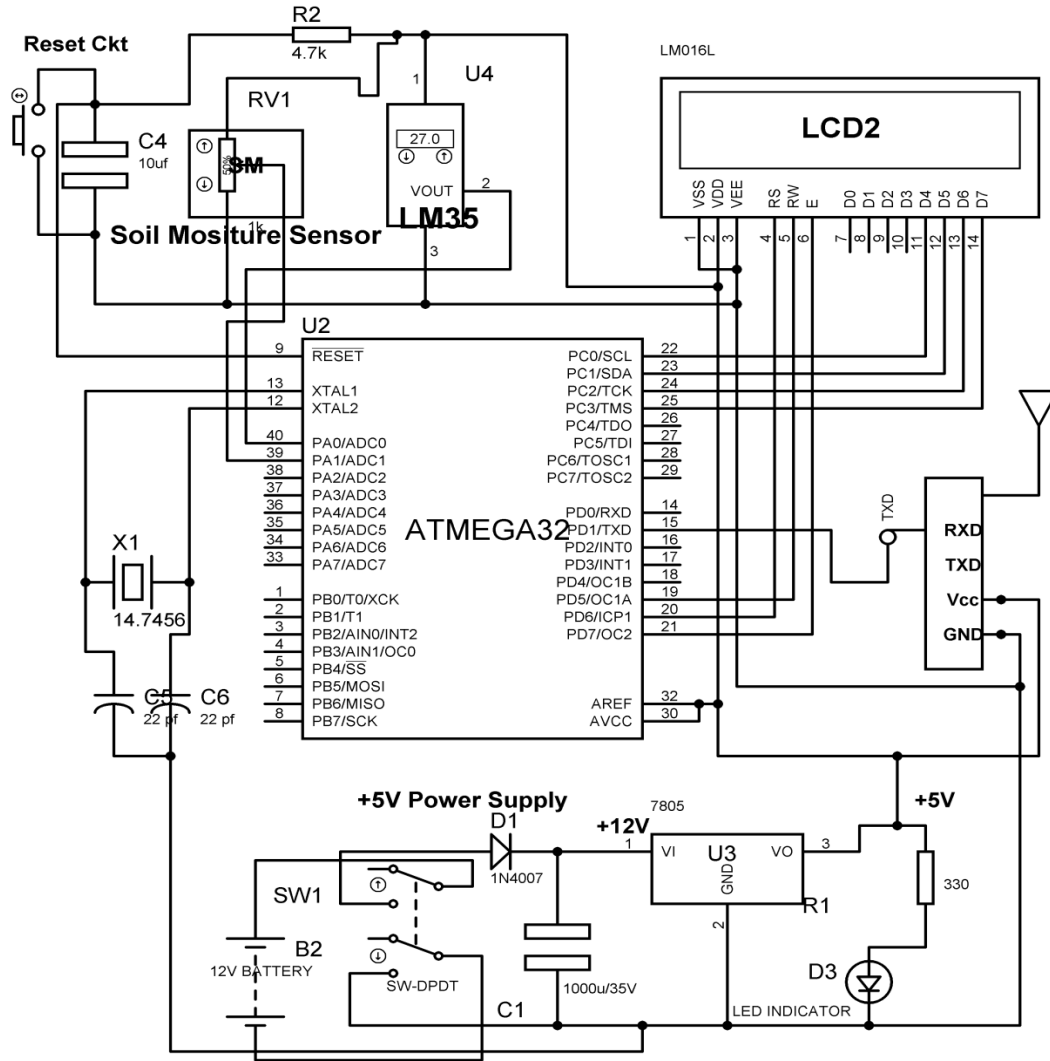 Reset Ckt
R2
4.7k
LM016L
U4
RV1
1
LCD2
C4
10uf
27.0
50%
SM
VOUT
2
LM35
1k
3
Soil Mositure Sensor
VSS
VDD
VEE
RS
RW
E
D0
D1
D2
D3
D4
D5
D6
D7
1
2
3
4
5
6
7
8
9
10
11
12
13
14
U2
9 RESET
13 XTAL1
12 XTAL2
40 PA0/ADC0
39 PA1/ADC1
38 PA2/ADC2
37 PA3/ADC3
36 PA4/ADC4
35 PA5/ADC5
34 PA6/ADC6
33 PA7/ADC7
1 PB0/T0/XCK
2 PB1/T1
3 PB2/AIN0/INT2
4 PB3/AIN1/OC0
5 PB4/SS
6 PB5/MOSI
7 PB6/MISO
8 PB7/SCK
ATMEGA32
PC0/SCL 22
PC1/SDA 23
PC2/TCK 24
PC3/TMS 25
PC4/TDO 26
PC5/TDI 27
PC6/TOSC1 28
PC7/TOSC2 29
PD0/RXD 14
PD1/TXD 15
PD2/INT0 16
PD3/INT1 17
PD4/OC1B 18
PD5/OC1A 19
PD6/ICP1 20
PD7/OC2 21
AREF 32
AVCC 30
TXD
RXD
TXD
Vcc
GND
X1
14.7456
C5
22 pf
C6
22 pf
+5V Power Supply
D1
1N4007
+12V
7805
+5V
1
VI
U3
VO
3
GND
2
R1
330
SW1
B2
12V BATTERY
SW-DPDT
C1
1000u/35V
D3
LED INDICATOR